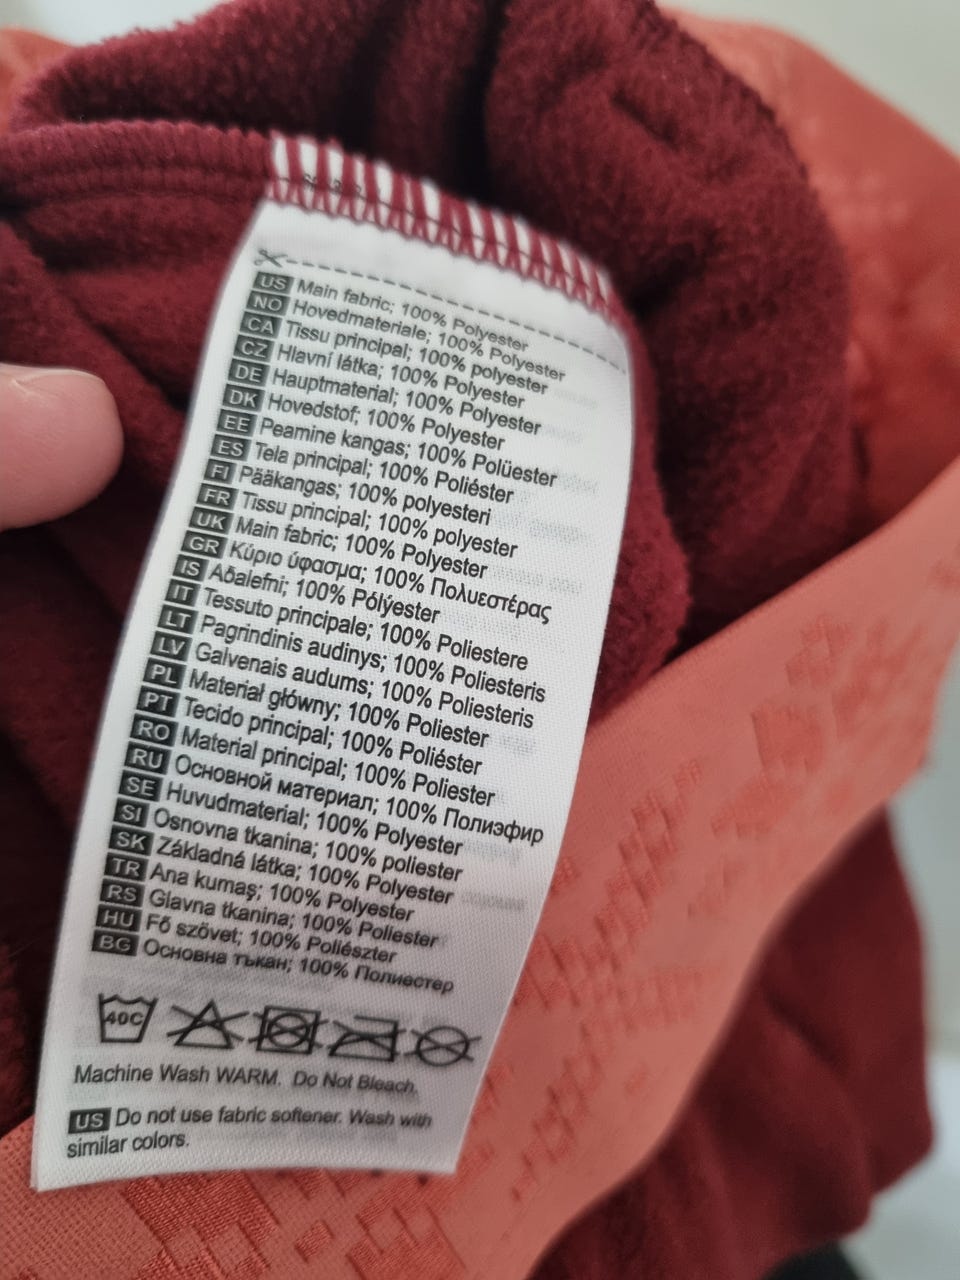 US Main fabric; 100% Polyester
NO Hovedmateriale; 100% Polyester
CA Tissu principal; 100% polyester
CZ Hlavní látka; 100% Polyester
DE Hauptmaterial; 100% Polyester
DK Hovedstof; 100% Polyester
EE Peamine kangas; 100% Polüester
ES Tela principal; 100% Poliéster
FI Pääkangas; 100% polyesteri
FR Tissu principal; 100% polyester
UK Main fabric; 100% Polyester
GR Κύριο ύφασμα; 100% Πολυεστέρας
IS Aðalefni; 100% Pólýester
IT Tessuto principale; 100% Poliestere
LT Pagrindinis audinys; 100% Poliesteris
LV Galvenais audums; 100% Poliesteris
PL Materiał główny; 100% Poliester
PT Tecido principal; 100% Poliéster
RO Material principal; 100% Poliester
RU Основной материал; 100% Полиэфир
SE Huvudmaterial; 100% Polyester
SI Osnovna tkanina; 100% poliester
SK Základná látka; 100% Polyester
TR Ana kumaş; 100% Polyester
RS Glavna tkanina; 100% Poliester
HU Fő szövet; 100% Poliészter
BG Основна тъкан; 100% Полиестер
40C
Machine Wash WARM. Do Not Bleach.
US Do not use fabric softener. Wash with
similar colors.